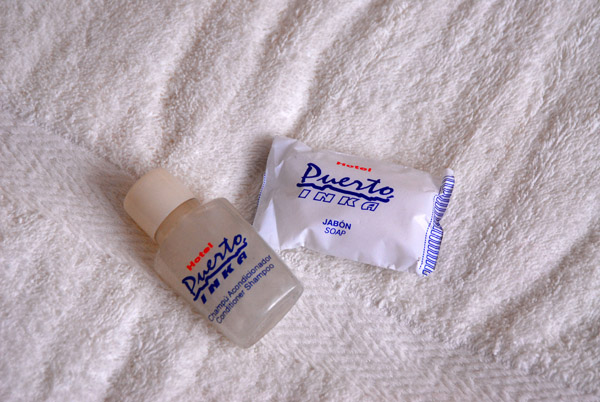 Hotel
Puerto
INKA
JABÓN
SOAP
Hotel
Puerto
INKA
Champú Acondicionador
Conditioner Shampoo